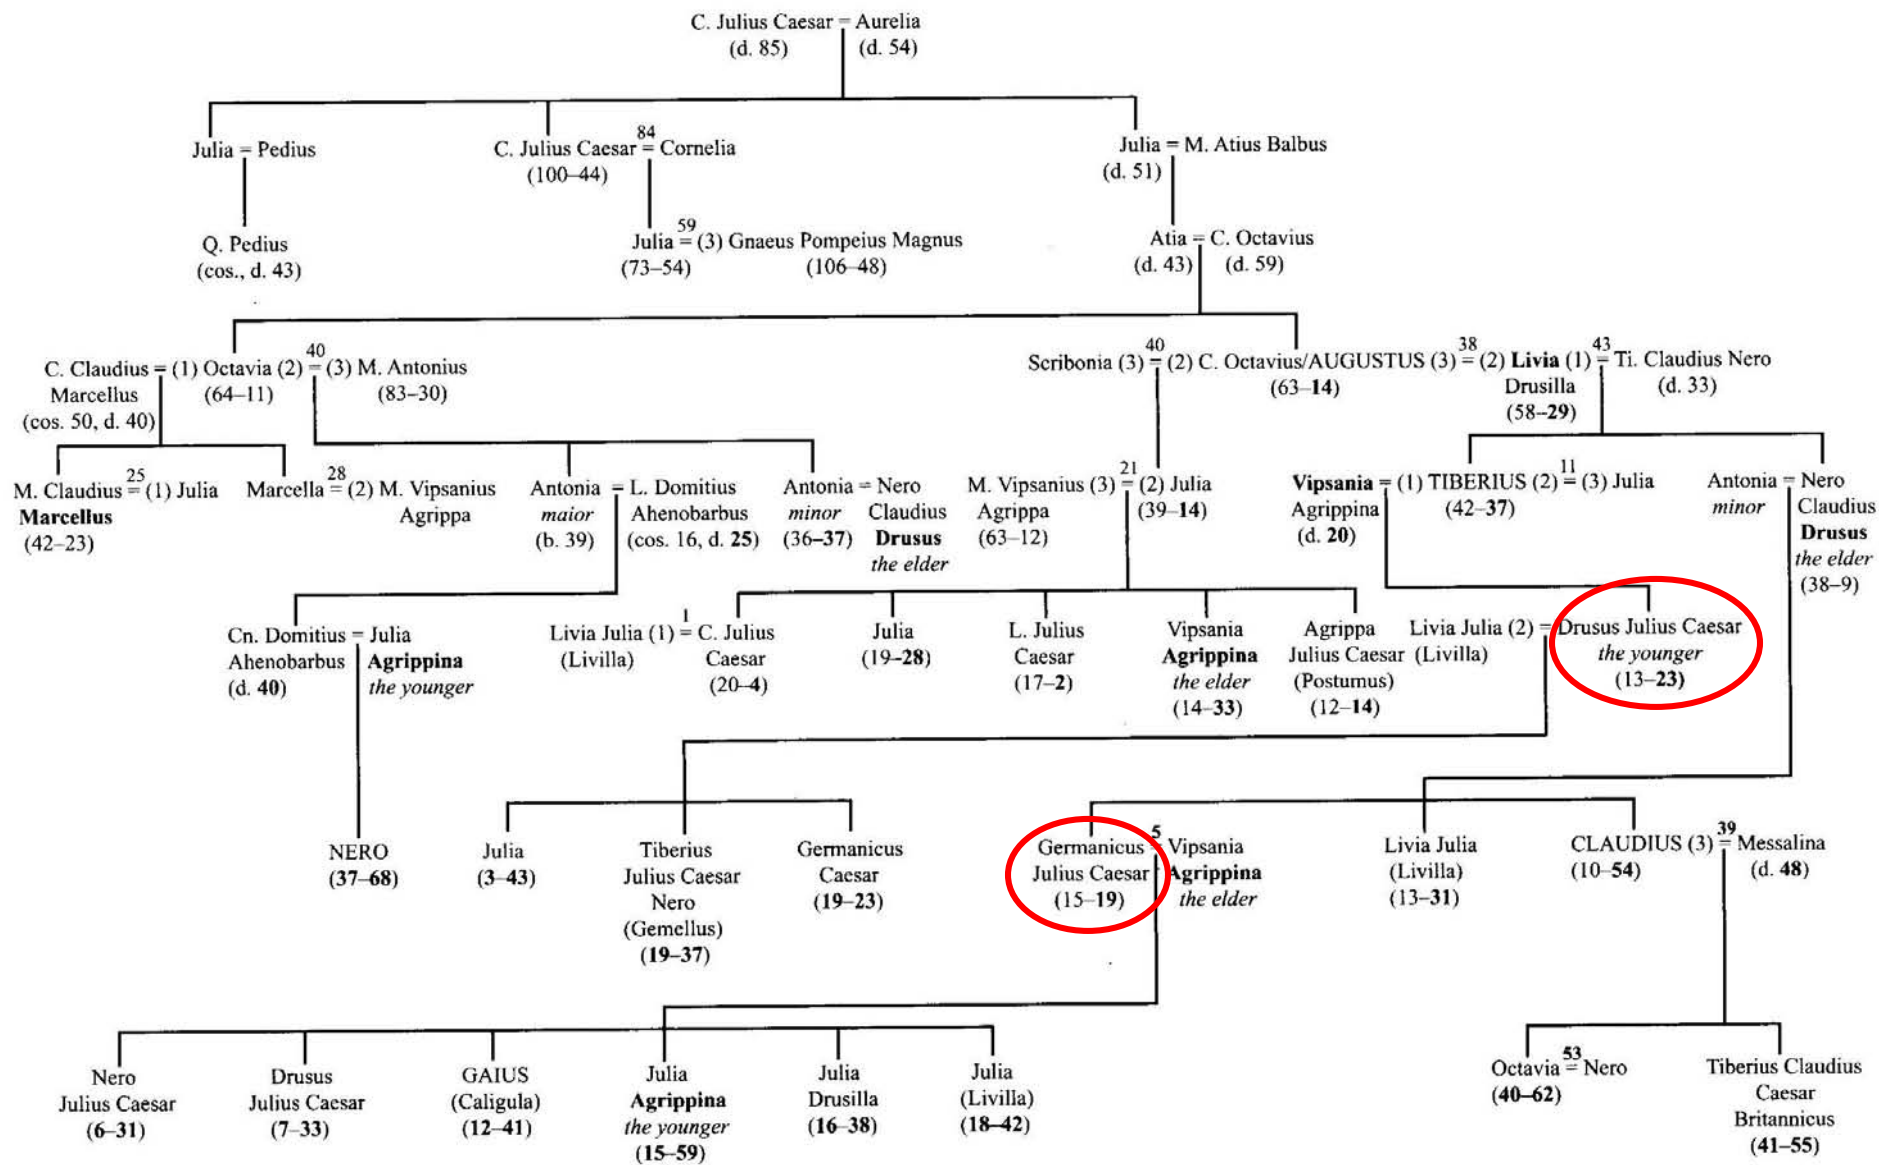 C. Julius Caesar = Aurelia
(d. 85) (d. 54)
Julia = Pedius
84
C. Julius Caesar = Cornelia
(100–44)
Julia = M. Atius Balbus
(d. 51)
Q. Pedius
(cos., d. 43)
59
Julia = (3) Gnaeus Pompeius Magnus
(73–54) (106–48)
Atia = C. Octavius
(d. 43) (d. 59)
40
C. Claudius = (1) Octavia (2) = (3) M. Antonius
Marcellus (64–11) (83–30)
(cos. 50, d. 40)
40 38 43
Scribonia (3) = (2) C. Octavius/AUGUSTUS (3) = (2) Livia (1) = Ti. Claudius Nero
(63–14) Drusilla (d. 33)
(58–29)
25
M. Claudius = (1) Julia
Marcellus
(42–23)
28
Marcella = (2) M. Vipsanius
Agrippa
Antonia = L. Domitius
maior Ahenobarbus
(b. 39) (cos. 16, d. 25)
Antonia = Nero
minor Claudius
(36–37) Drusus
the elder
21
M. Vipsanius (3) = (2) Julia
Agrippa (39–14)
(63–12)
11
Vipsania = (1) TIBERIUS (2) = (3) Julia
Agrippina (42–37)
(d. 20)
Antonia = Nero
minor Claudius
Drusus
the elder
(38–9)
Cn. Domitius = Julia
Ahenobarbus Agrippina
(d. 40) the younger
1
Livia Julia (1) = C. Julius
(Livilla) Caesar
(20–4)
Julia
(19–28)
L. Julius
Caesar
(17–2)
Vipsania
Agrippina
the elder
(14–33)
Agrippa
Julius Caesar
(Postumus)
(12–14)
Livia Julia (2) = Drusus Julius Caesar
(Livilla) the younger
(13–23)
NERO
(37–68)
Julia
(3–43)
Tiberius
Julius Caesar
Nero
(Gemellus)
(19–37)
Germanicus
Caesar
(19–23)
5
Germanicus = Vipsania
Julius Caesar Agrippina
(15–19) the elder
Livia Julia
(Livilla)
(13–31)
39
CLAUDIUS (3) = Messalina
(10–54) (d. 48)
Nero
Julius Caesar
(6–31)
Drusus
Julius Caesar
(7–33)
GAIUS
(Caligula)
(12–41)
Julia
Agrippina
the younger
(15–59)
Julia
Drusilla
(16–38)
Julia
(Livilla)
(18–42)
53
Octavia = Nero
(40–62)
Tiberius Claudius
Caesar
Britannicus
(41–55)